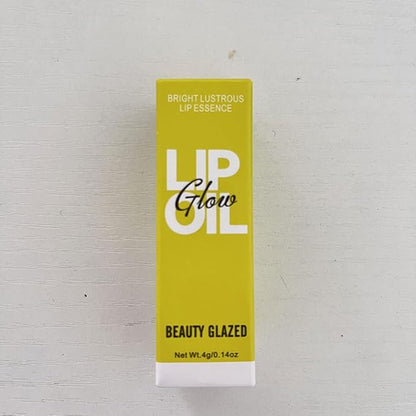 BRIGHT LUSTROUS
LIP ESSENCE
LIP
Glow
OIL
BEAUTY GLAZED
Net Wt.4g/0.14oz